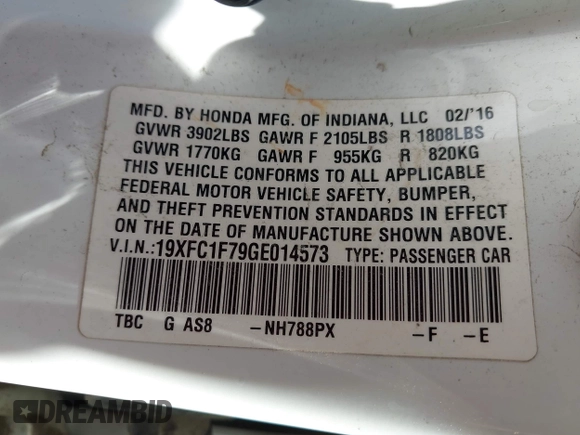 MFD. BY HONDA MFG. OF INDIANA, LLC 02/'16
GVWR 3902LBS GAWR F 2105LBS R 1808LBS
GVWR 1770KG GAWR F 955KG R 820KG
THIS VEHICLE CONFORMS TO ALL APPLICABLE
FEDERAL MOTOR VEHICLE SAFETY, BUMPER,
AND THEFT PREVENTION STANDARDS IN EFFECT
ON THE DATE OF MANUFACTURE SHOWN ABOVE.
V.I.N.:19XFC1F79GE014573 TYPE: PASSENGER CAR
TBC G AS8 –NH788PX –F –E
DREAMBID